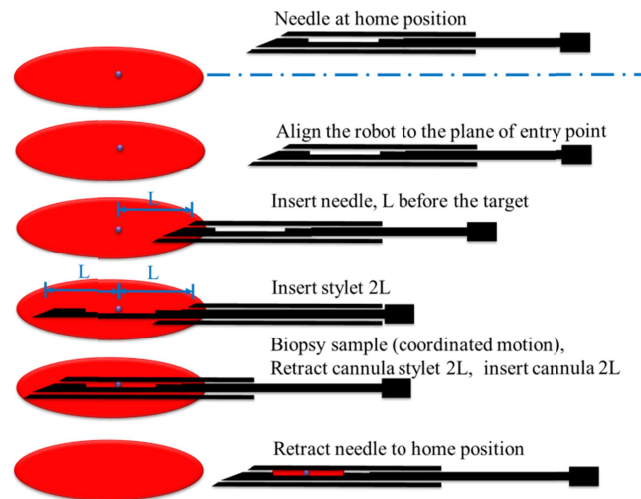 Needle at home position
Align the robot to the plane of entry point
L
Insert needle, L before the target
L L
Insert stylet 2L
Biopsy sample (coordinated motion),
Retract cannula stylet 2L, insert cannula 2L
Retract needle to home position